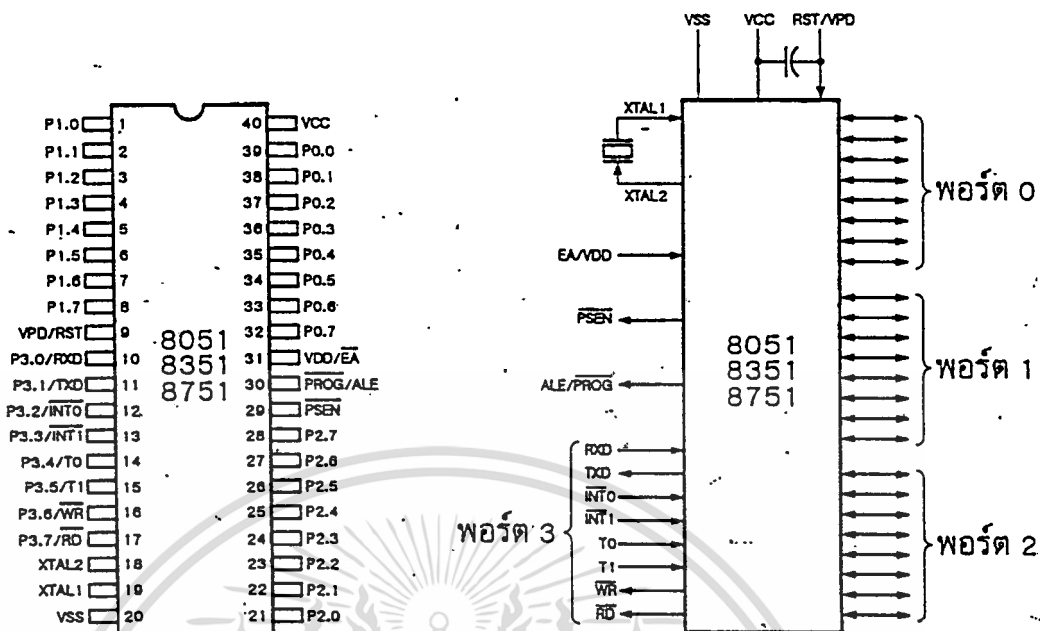 P1.0 1
P1.1 2
P1.2 3
P1.3 4
P1.4 5
P1.5 6
P1.6 7
P1.7 8
VPD/RST 9
P3.0/RXD 10
P3.1/TXD 11
P3.2/INT0 12
P3.3/INT1 13
P3.4/T0 14
P3.5/T1 15
P3.6/WR 16
P3.7/RD 17
XTAL2 18
XTAL1 19
VSS 20
8051
8351
8751
40 VCC
39 P0.0
38 P0.1
37 P0.2
36 P0.3
35 P0.4
34 P0.5
33 P0.6
32 P0.7
31 VDD/EA
30 PROG/ALE
29 PSEN
28 P2.7
27 P2.6
26 P2.5
25 P2.4
24 P2.3
23 P2.2
22 P2.1
21 P2.0
VSS VCC RST/VPD
XTAL1
XTAL2
EA/VDD
PSEN
ALE/PROG
RXD
TXD
INT0
INT1
T0
T1
WR
RD
พอร์ต 3
8051
8351
8751
พอร์ต 0
พอร์ต 1
พอร์ต 2